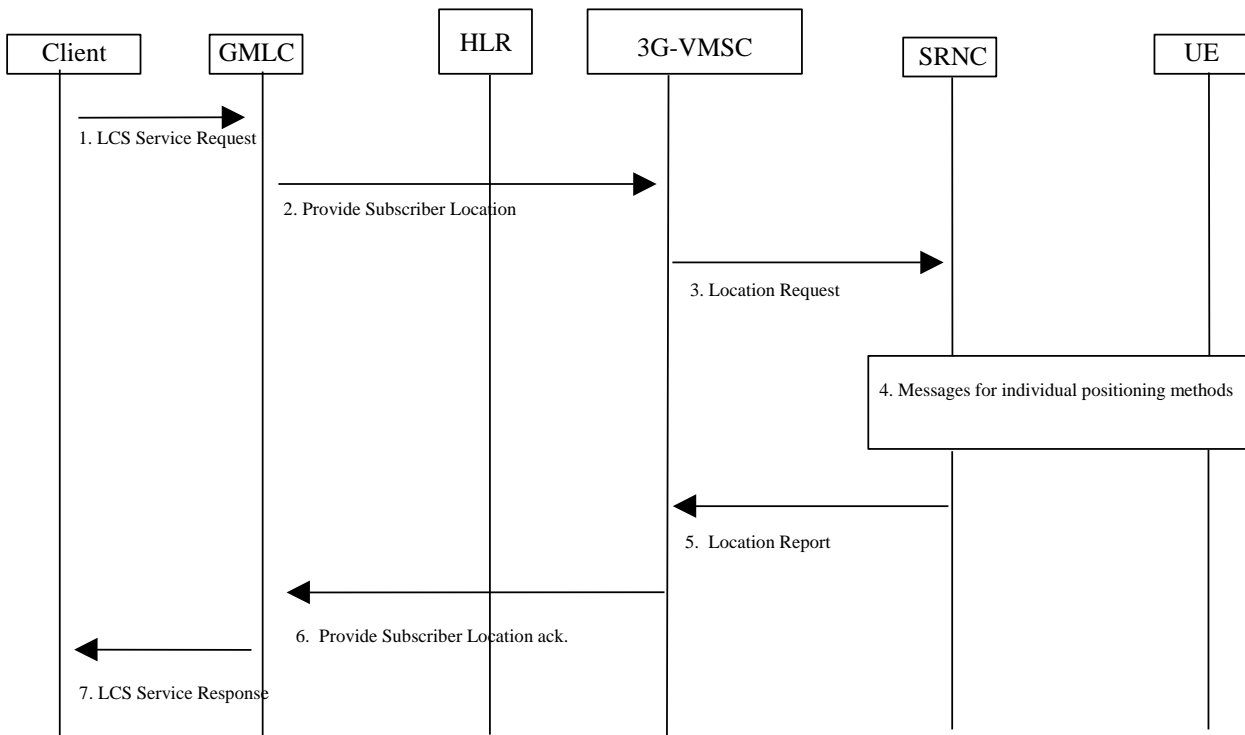 Client
GMLC
HLR
3G-VMSC
SRNC
UE
1. LCS Service Request
2. Provide Subscriber Location
3. Location Request
4. Messages for individual positioning methods
5. Location Report
6. Provide Subscriber Location ack.
7. LCS Service Response